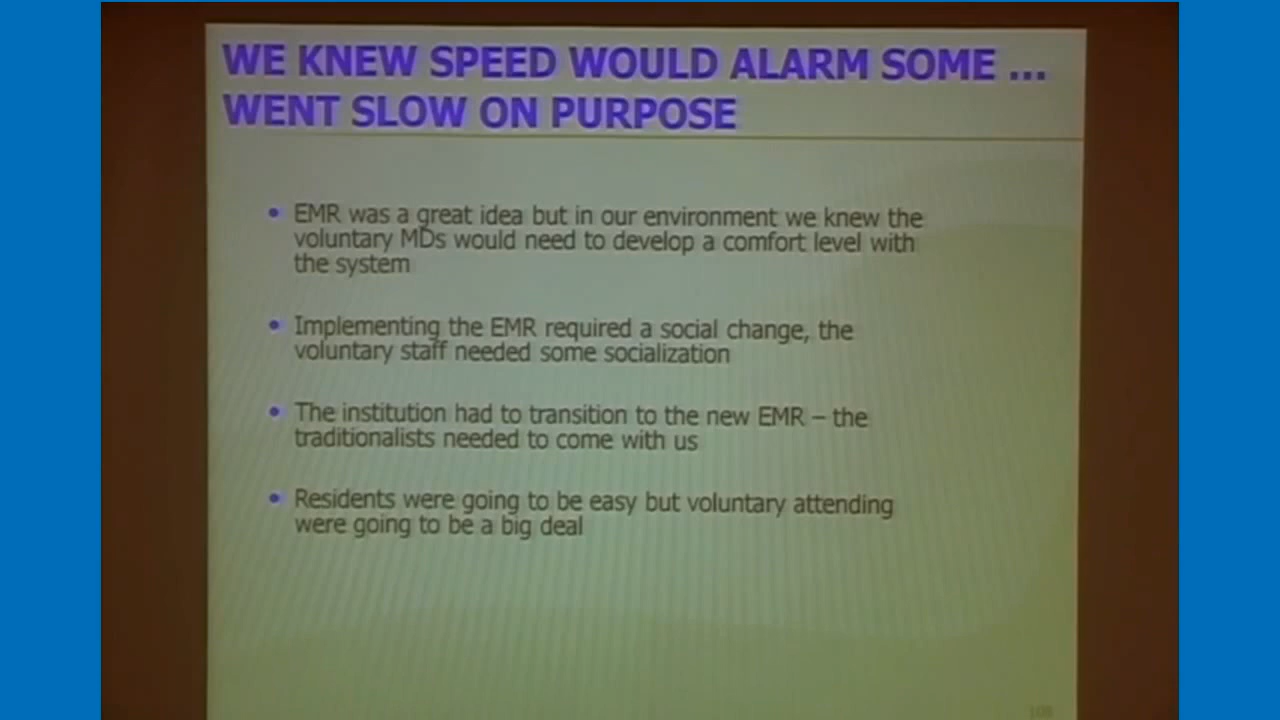 WE KNEW SPEED WOULD ALARM SOME ...
WENT SLOW ON PURPOSE
• EMR was a great idea but in our environment we knew the
voluntary MDs would need to develop a comfort level with
the system
• Implementing the EMR required a social change, the
voluntary staff needed some socialization
• The institution had to transition to the new EMR – the
traditionalists needed to come with us
• Residents were going to be easy but voluntary attending
were going to be a big deal